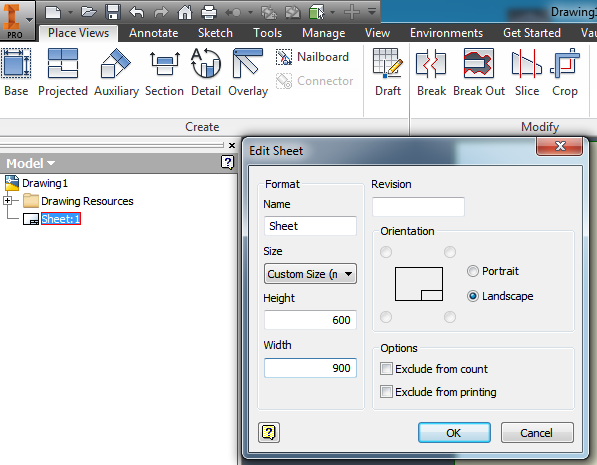 Drawing1
PRO
Place Views Annotate Sketch Tools Manage View Environments Get Started Vau
Base Projected Auxiliary Section Detail Overlay Nailboard Connector Draft Break Break Out Slice Crop
Create Modify
Model
Drawing1
Drawing Resources
Sheet:1
Edit Sheet
Format
Name
Sheet
Size
Custom Size (n
Height
600
Width
900
Revision
Orientation
Portrait
Landscape
Options
Exclude from count
Exclude from printing
OK Cancel